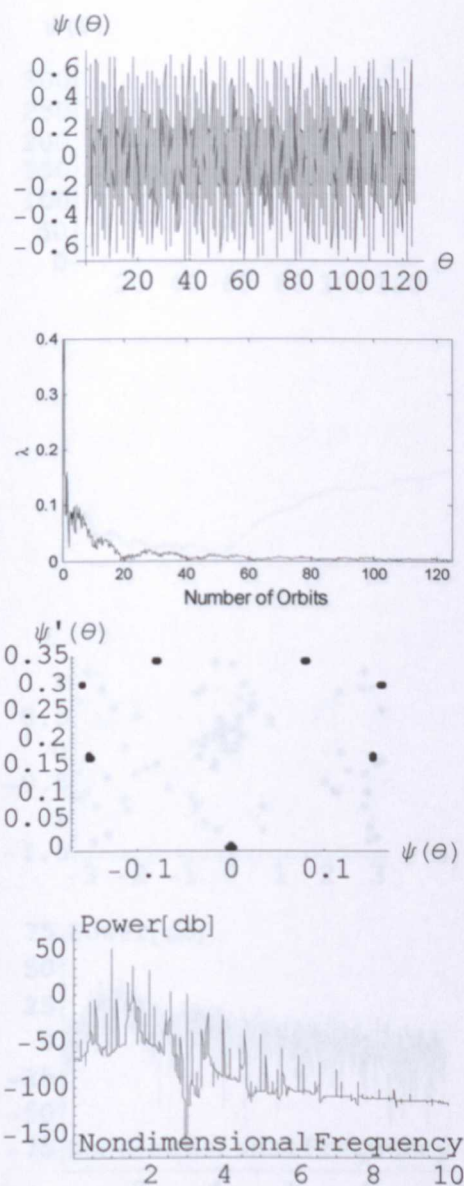 ψ(θ)
0.6
0.4
0.2
0
-0.2
-0.4
-0.6
20 40 60 80 100 120 θ
0.4
0.3
0.2
0.1
0
λ
0 20 40 60 80 100 120
Number of Orbits
ψ'(θ)
0.35
0.3
0.25
0.2
0.15
0.1
0.05
0
-0.1 0 0.1 ψ(θ)
Power[db]
50
0
-50
-100
-150
Nondimensional Frequency
2 4 6 8 10